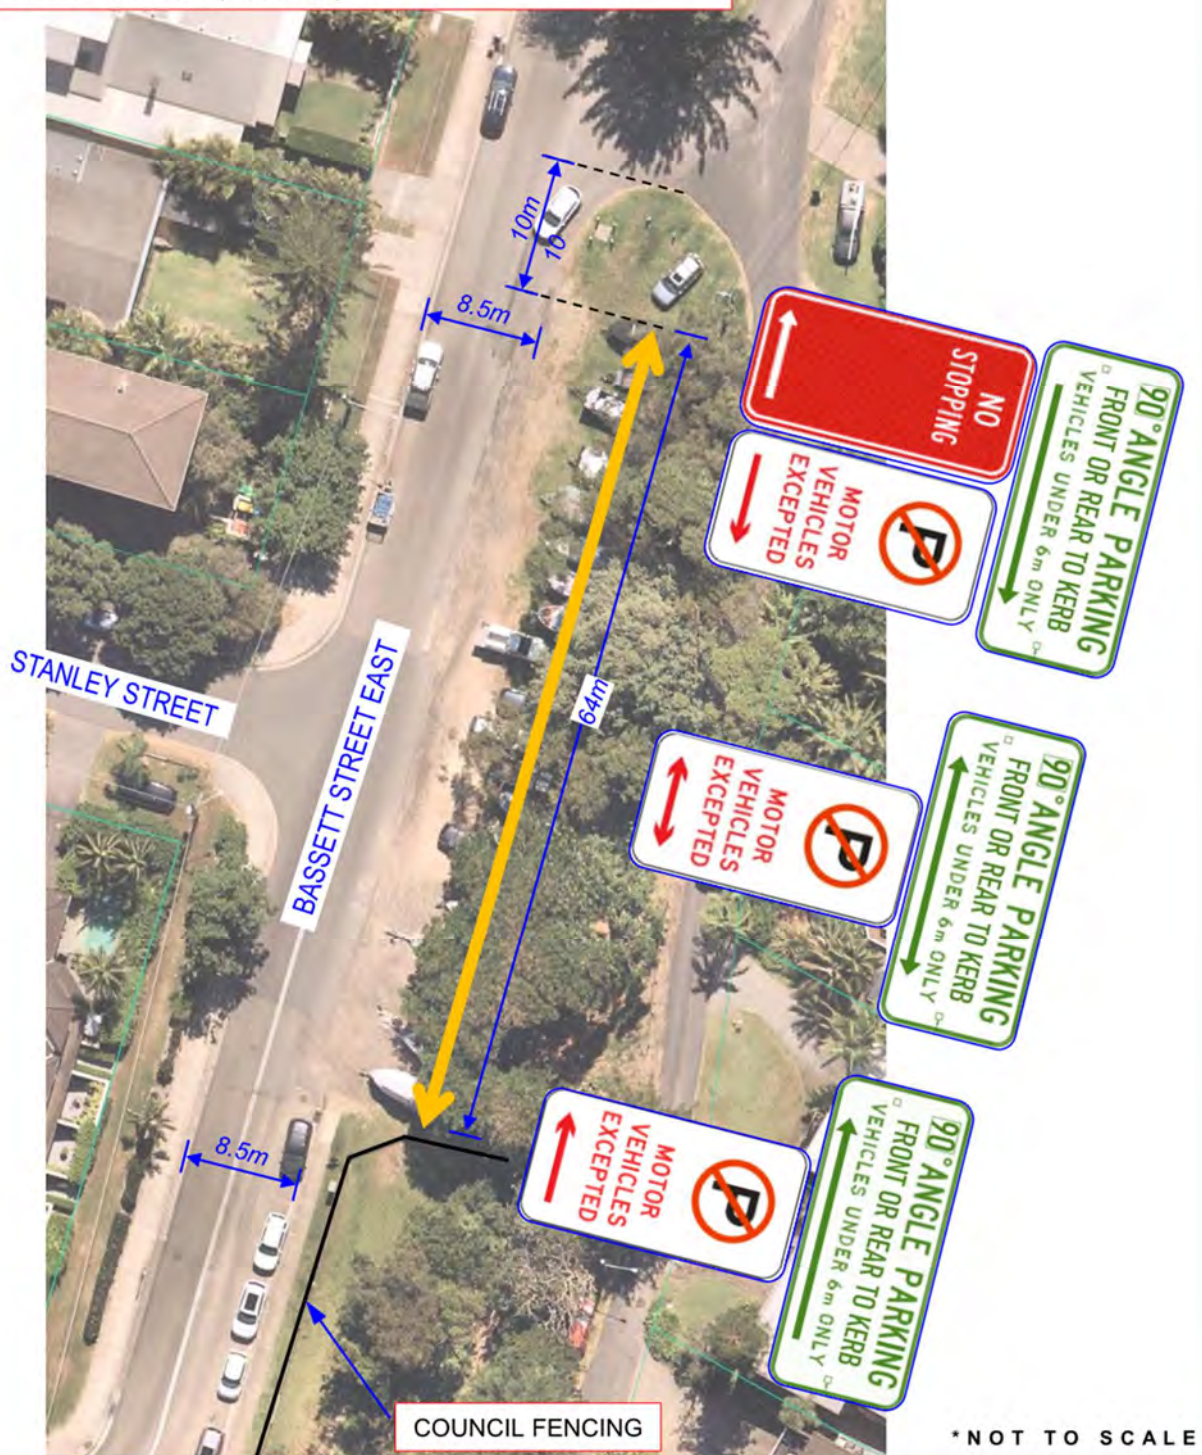 10m
10
8.5m
NO
STOPPING
MOTOR
VEHICLES
EXCEPTED
P
90° ANGLE PARKING
FRONT OR REAR TO KERB
VEHICLES UNDER 6m ONLY
STANLEY STREET
BASSETT STREET EAST
64m
MOTOR
VEHICLES
EXCEPTED
P
90° ANGLE PARKING
FRONT OR REAR TO KERB
VEHICLES UNDER 6m ONLY
8.5m
MOTOR
VEHICLES
EXCEPTED
P
90° ANGLE PARKING
FRONT OR REAR TO KERB
VEHICLES UNDER 6m ONLY
COUNCIL FENCING
*NOT TO SCALE